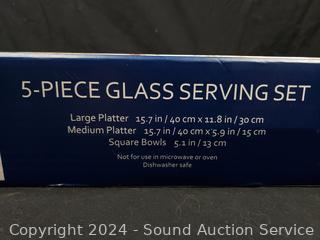 5-PIECE GLASS SERVING SET
Large Platter 15.7 in / 40 cm x 11.8 in / 30 cm
Medium Platter 15.7 in / 40 cm x 5.9 in / 15 cm
Square Bowls 5.1 in / 13 cm
Not for use in microwave or oven
Dishwasher safe
Copyright 2024 - Sound Auction Service